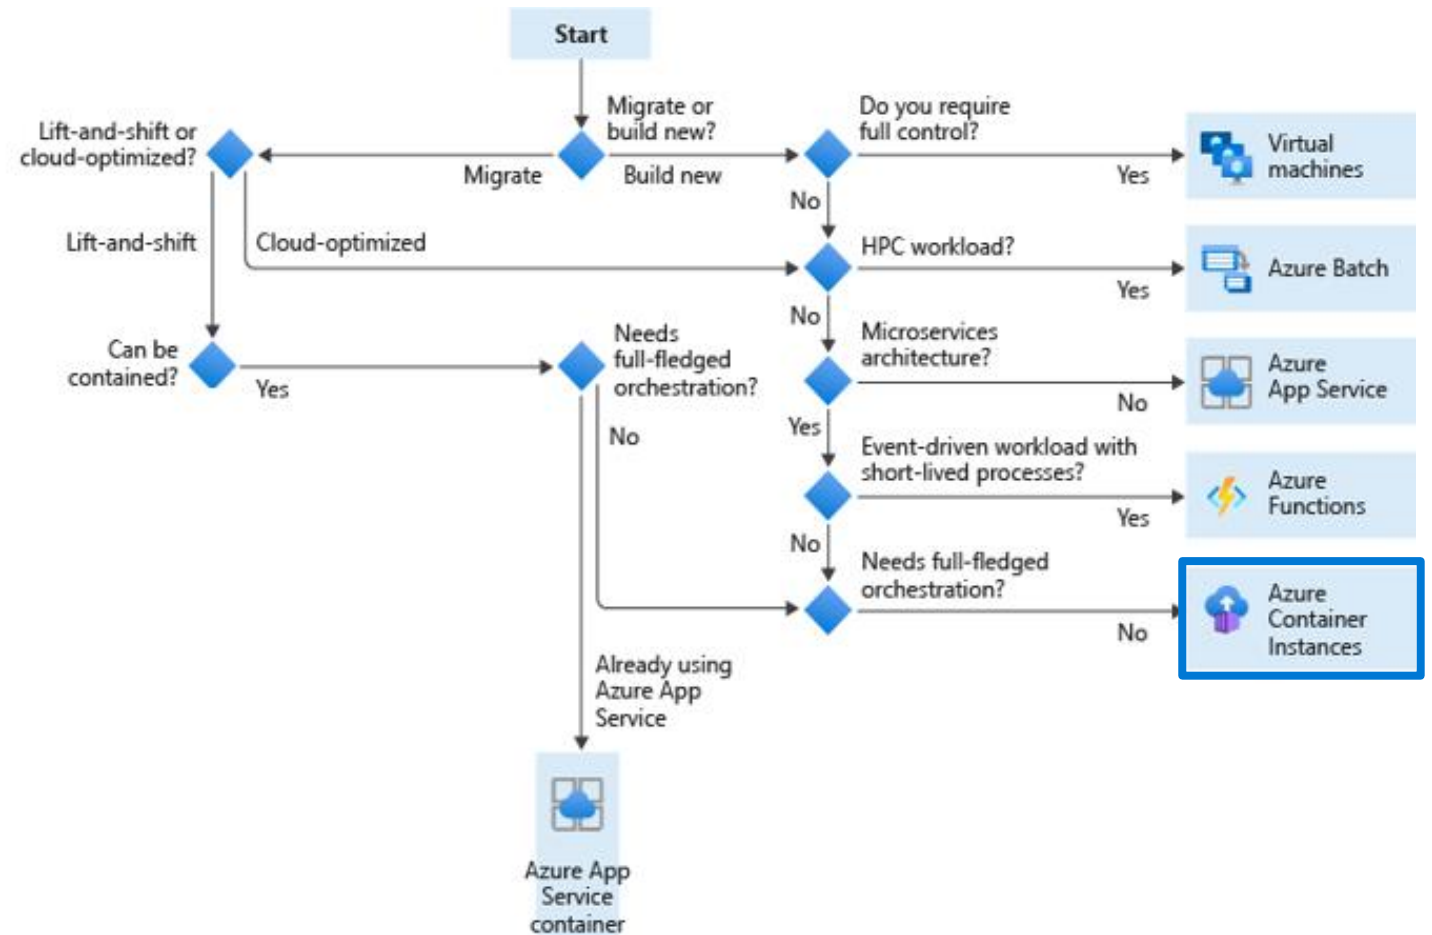 Start
Migrate or
build new?
Do you require
full control?
Lift-and-shift or
cloud-optimized?
Virtual
machines
Migrate
Build new
Yes
No
Lift-and-shift
Cloud-optimized
HPC workload?
Azure Batch
Yes
No
Microservices
architecture?
Can be
contained?
Needs
full-fledged
orchestration?
Azure
App Service
Yes
No
Yes
No
Event-driven workload with
short-lived processes?
Azure
Functions
Yes
No
Needs full-fledged
orchestration?
Azure
Container
Instances
No
Already using
Azure App
Service
Azure App
Service
container